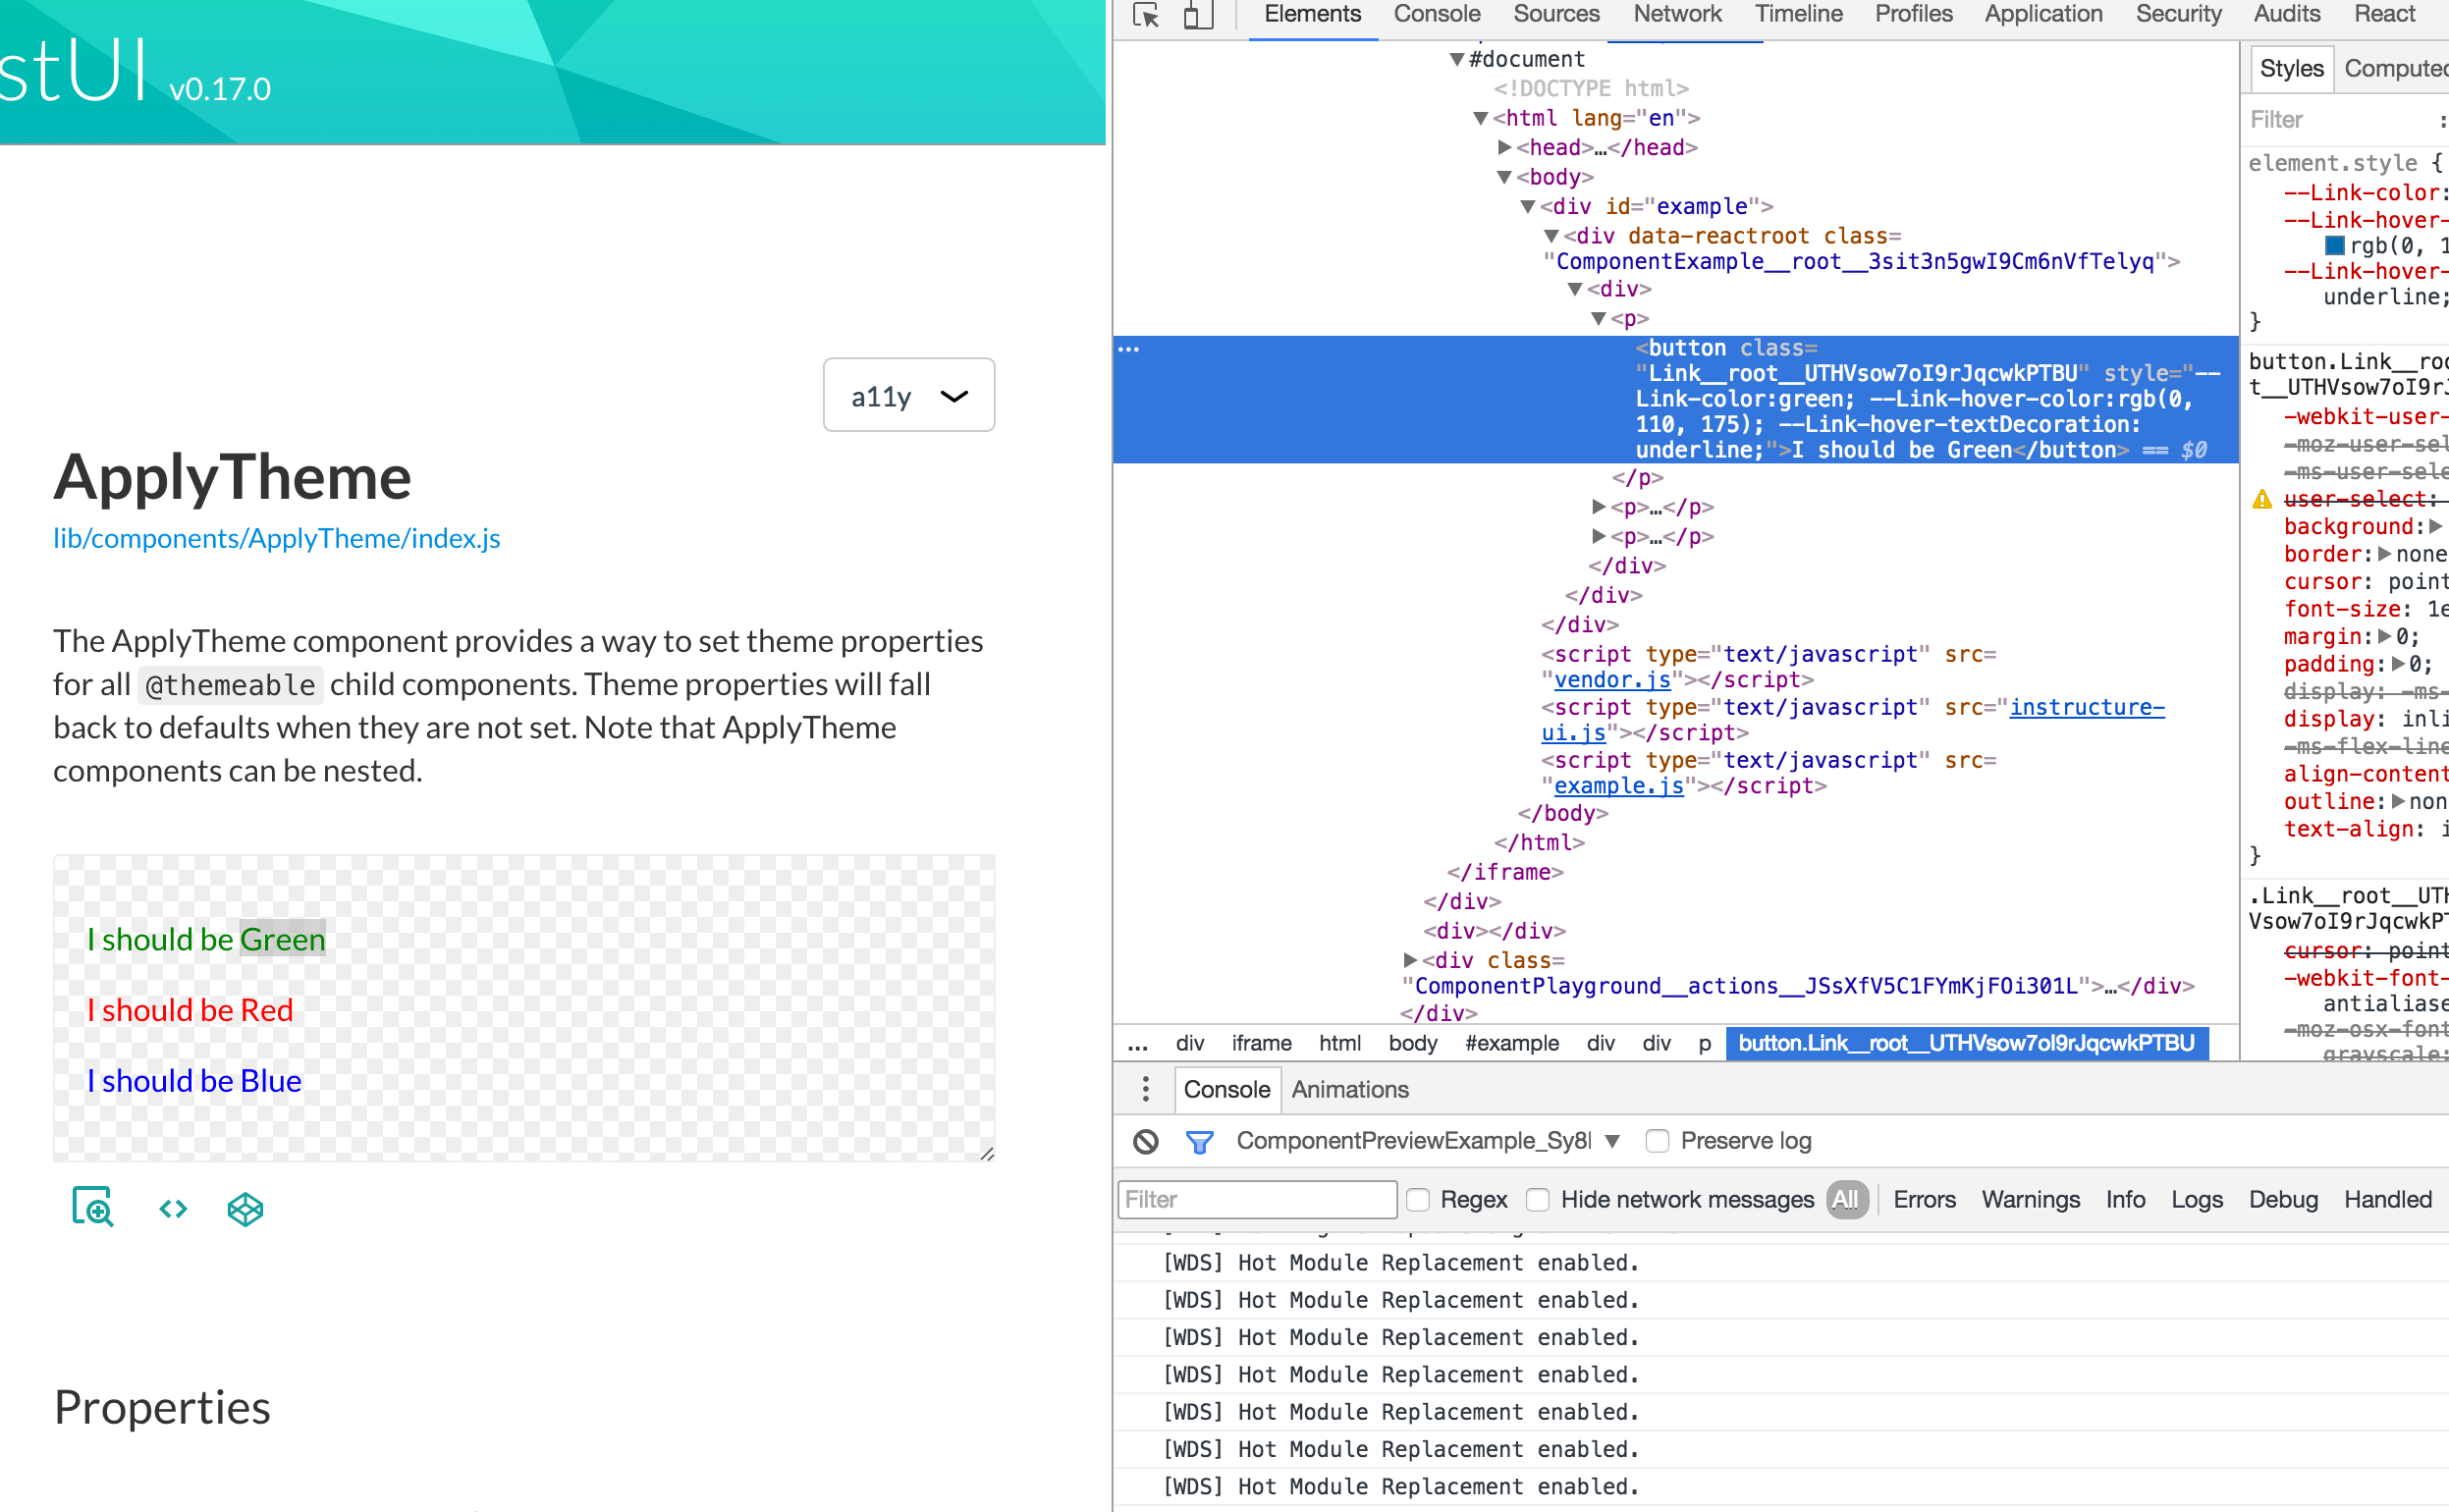 stUI v0.17.0
a11y
ApplyTheme
lib/components/ApplyTheme/index.js
The ApplyTheme component provides a way to set theme properties
for all @themeable child components. Theme properties will fall
back to defaults when they are not set. Note that ApplyTheme
components can be nested.
I should be Green
I should be Red
I should be Blue
<>
Properties
Elements Console Sources Network Timeline Profiles Application Security Audits React
#document
<!DOCTYPE html>
<html lang="en">
<head>…</head>
<body>
<div id="example">
<div data-reactroot class=
"ComponentExample__root__3sit3n5gwI9Cm6nVfTelyq">
<div>
<p>
<button class=
"Link__root__UTHVsow7oI9rJqcwkPTBU" style="--
Link-color:green; --Link-hover-color:rgb(0,
110, 175); --Link-hover-textDecoration:
underline;">I should be Green</button> == $0
</p>
<p>…</p>
<p>…</p>
</div>
</div>
</div>
<script type="text/javascript" src=
"vendor.js"></script>
<script type="text/javascript" src="instructure-
ui.js"></script>
<script type="text/javascript" src=
"example.js"></script>
</body>
</html>
</iframe>
</div>
<div></div>
<div class=
"ComponentPlayground__actions__JSsXfV5C1FYmKjFOi301L">…</div>
</div>
... div iframe html body #example div div p button.Link__root__UTHVsow7oI9rJqcwkPTBU
Styles Computed
Filter :
element.style {
--Link-color:
--Link-hover-
rgb(0, 1
--Link-hover-
underline;
}
button.Link__roo
t__UTHVsow7oI9rJ
-webkit-user-
-moz-user-sel
-ms-user-sele
user-select:
background:
border: none
cursor: point
font-size: 1e
margin: 0;
padding: 0;
display: -ms-
display: inli
-ms-flex-line
align-content
outline: non
text-align: i
}
.Link__root__UTH
Vsow7oI9rJqcwkPT
cursor: point
-webkit-font-
antialiase
-moz-osx-font
grayscale;
Console Animations
ComponentPreviewExample_Sy8l Preserve log
Filter Regex Hide network messages All Errors Warnings Info Logs Debug Handled
[WDS] Hot Module Replacement enabled.
[WDS] Hot Module Replacement enabled.
[WDS] Hot Module Replacement enabled.
[WDS] Hot Module Replacement enabled.
[WDS] Hot Module Replacement enabled.
[WDS] Hot Module Replacement enabled.
[WDS] Hot Module Replacement enabled.